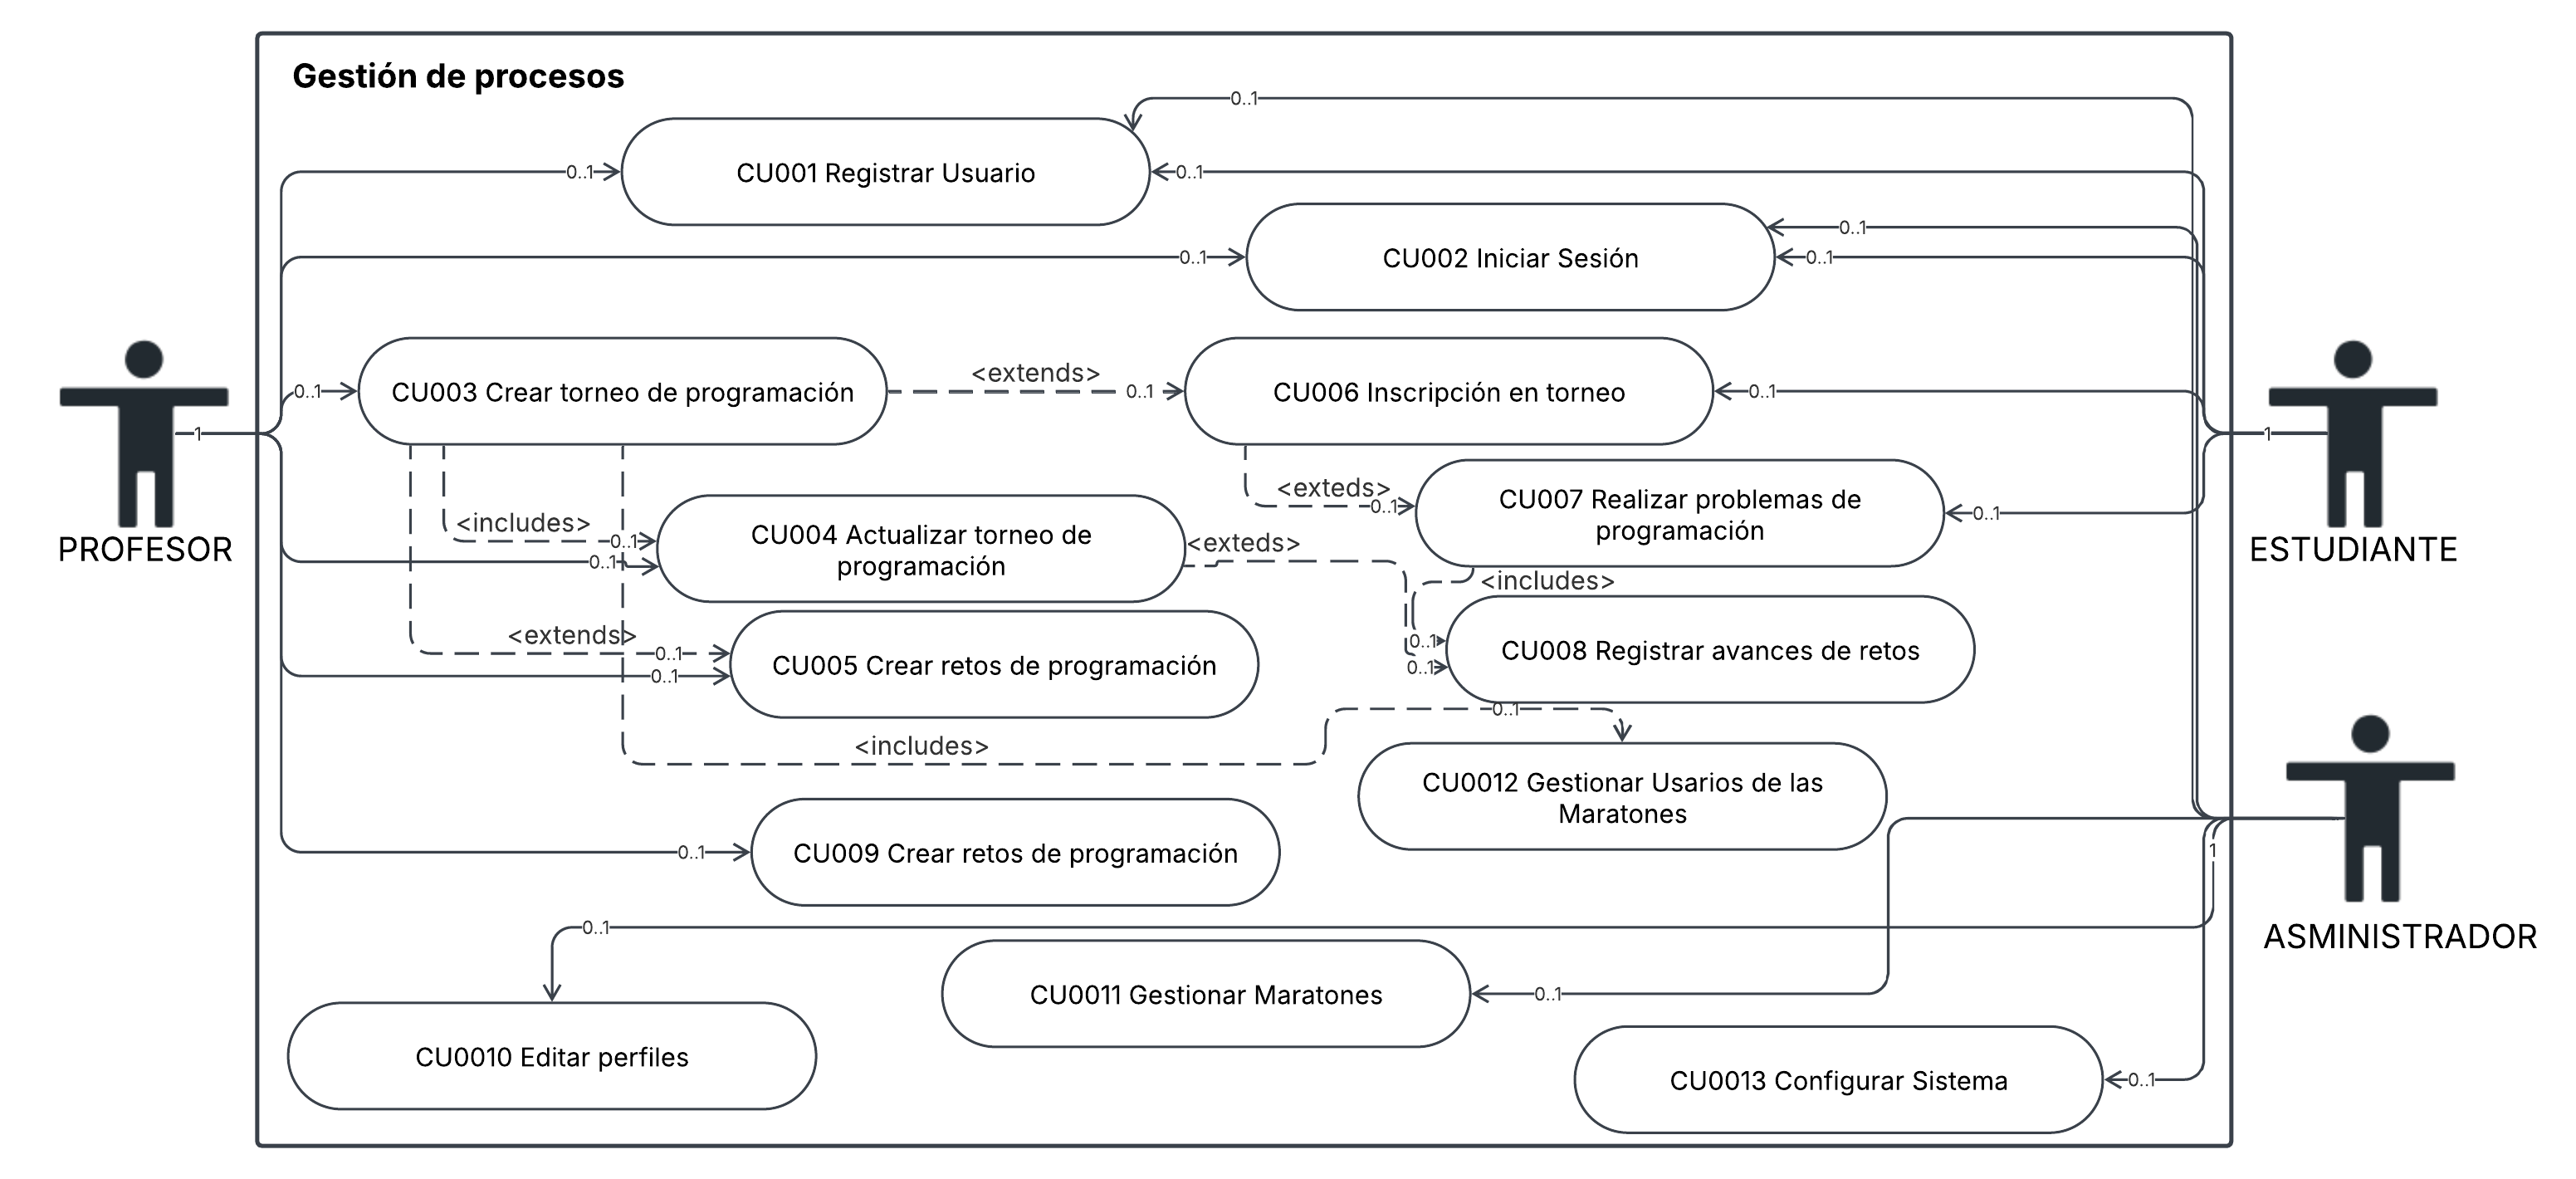 Gestión de procesos
0..1
0..1
CU001 Registrar Usuario
0..1
0..1
0..1
CU002 Iniciar Sesión
0..1
0..1
CU003 Crear torneo de programación
<extends>
0..1
CU006 Inscripción en torneo
0..1
1
1
<exteds>
0..1
CU007 Realizar problemas de
programación
0..1
<includes>
0..1
0..1
CU004 Actualizar torneo de
programación
<exteds>
PROFESOR
ESTUDIANTE
<includes>
<extends>
0..1
0..1
CU005 Crear retos de programación
0..1
0..1
CU008 Registrar avances de retos
0..1
<includes>
CU0012 Gestionar Usarios de las
Maratones
0..1
CU009 Crear retos de programación
1
0..1
ASMINISTRADOR
CU0011 Gestionar Maratones
0..1
CU0010 Editar perfiles
CU0013 Configurar Sistema
0..1